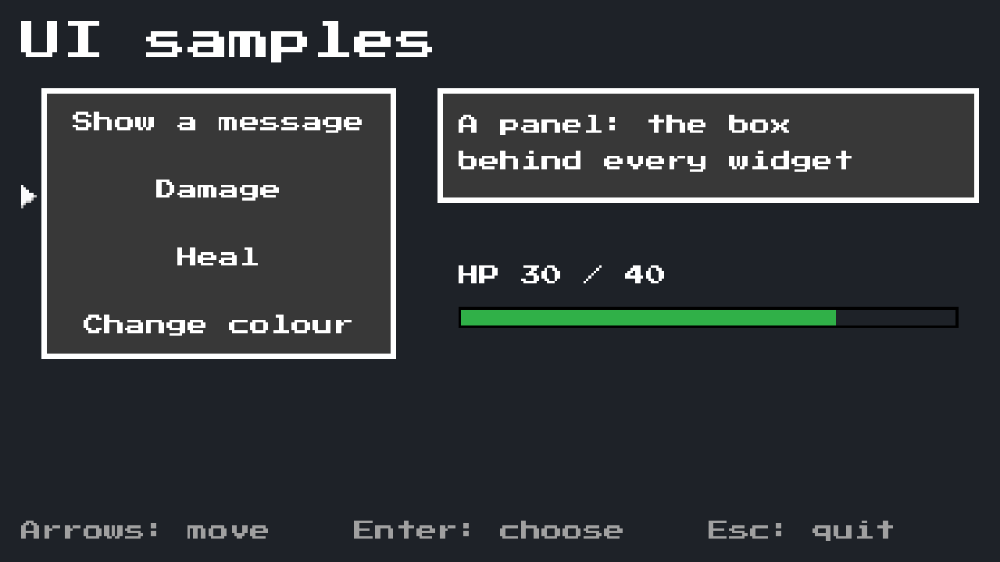 UI samples
Show a message
Damage
Heal
Change colour
A panel: the box
behind every widget
HP 30 / 40
Arrows: move Enter: choose Esc: quit